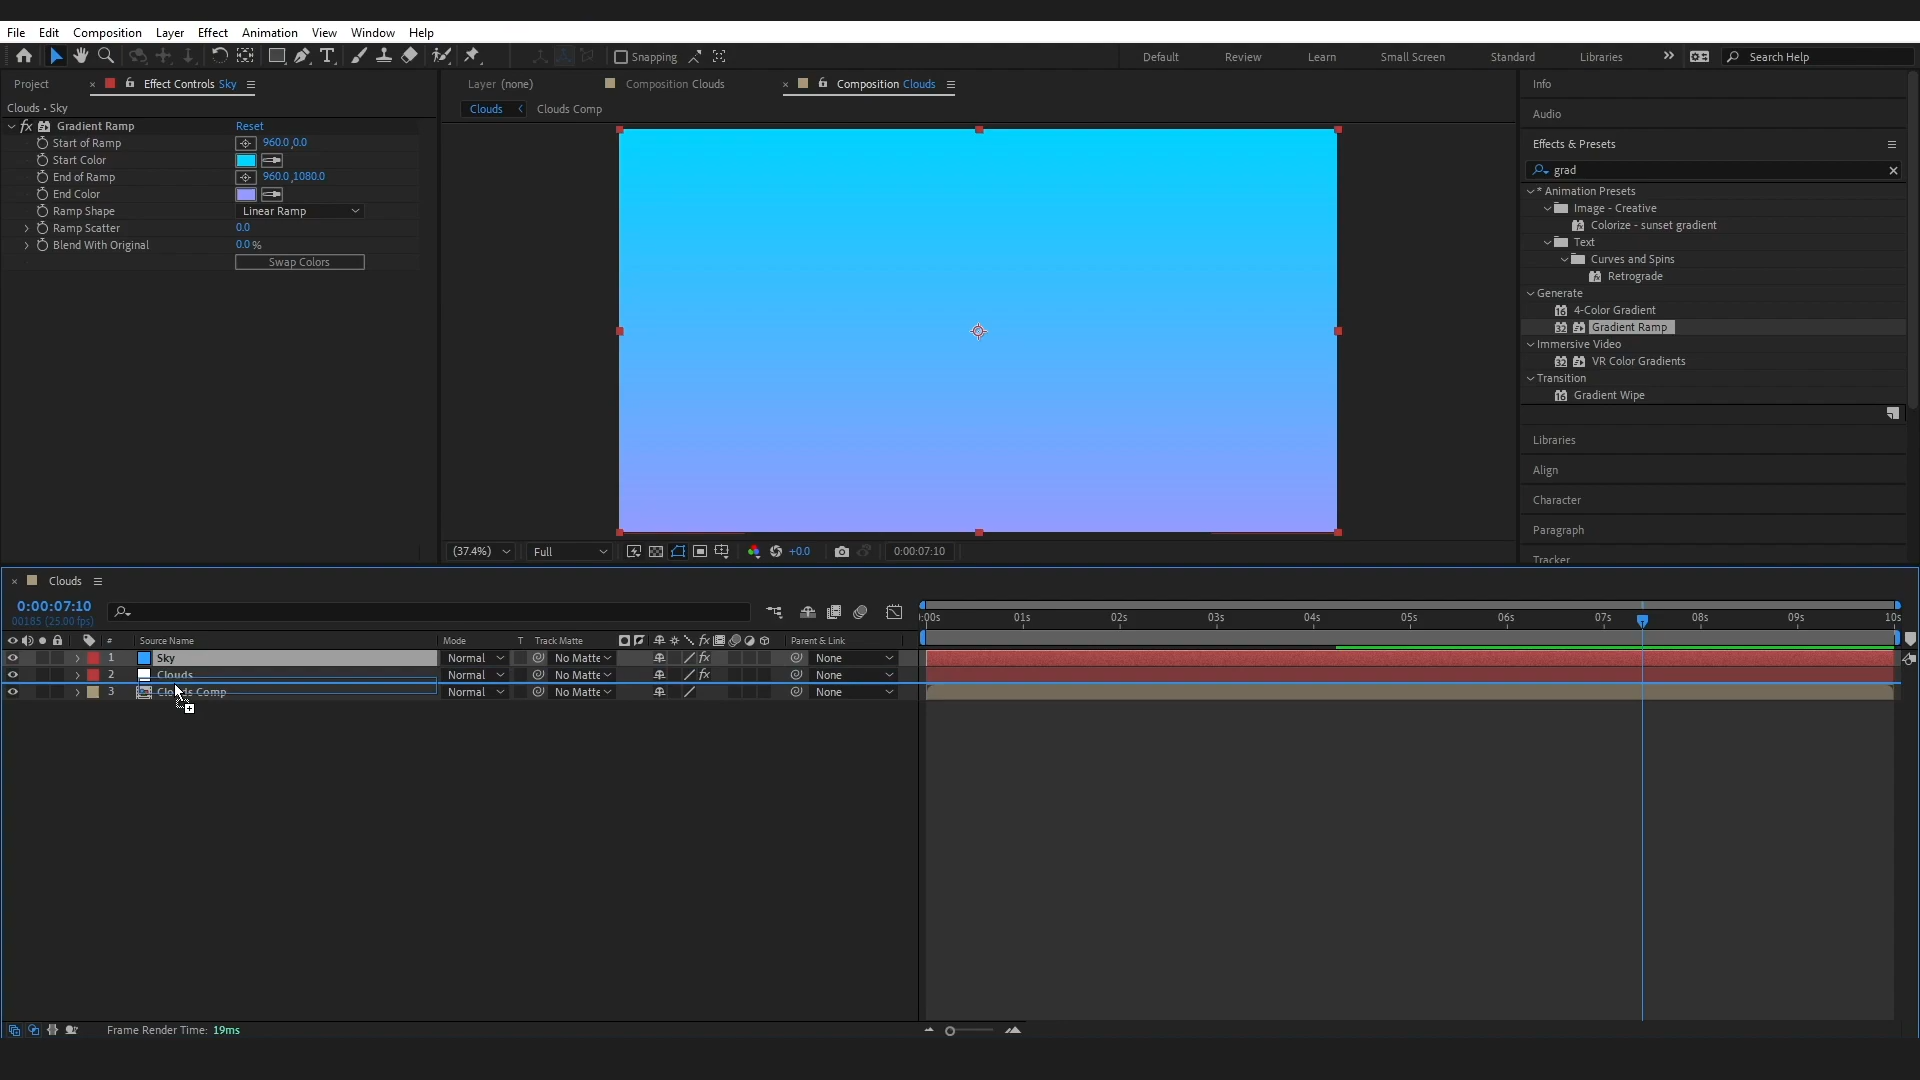 File Edit Composition Layer Effect Animation View Window Help
Snapping
Default Review Learn Small Screen Standard Libraries
Search Help
Project
Effect Controls Sky
Clouds • Sky
fx Gradient Ramp Reset
Start of Ramp 960.0,0.0
Start Color
End of Ramp 960.0,1080.0
End Color
Ramp Shape Linear Ramp
Ramp Scatter 0.0
Blend With Original 0.0 %
Swap Colors
Layer (none)
Composition Clouds
Composition Clouds
Clouds
Clouds Comp
(37.4%) Full +0.0 0:00:07:10
Info
Audio
Effects & Presets
grad
* Animation Presets
Image - Creative
Colorize - sunset gradient
Text
Curves and Spins
Retrograde
Generate
4-Color Gradient
Gradient Ramp
Immersive Video
VR Color Gradients
Transition
Gradient Wipe
Libraries
Align
Character
Paragraph
Tracker
Clouds
0:00:07:10
00185 (25.00 fps)
# Source Name Mode T Track Matte fx Parent & Link
:00s 01s 02s 03s 04s 05s 06s 07s 08s 09s 10s
1 Sky Normal No Matte fx None
2 Clouds Normal No Matte fx None
3 Clouds Comp Normal No Matte None
Frame Render Time: 19ms